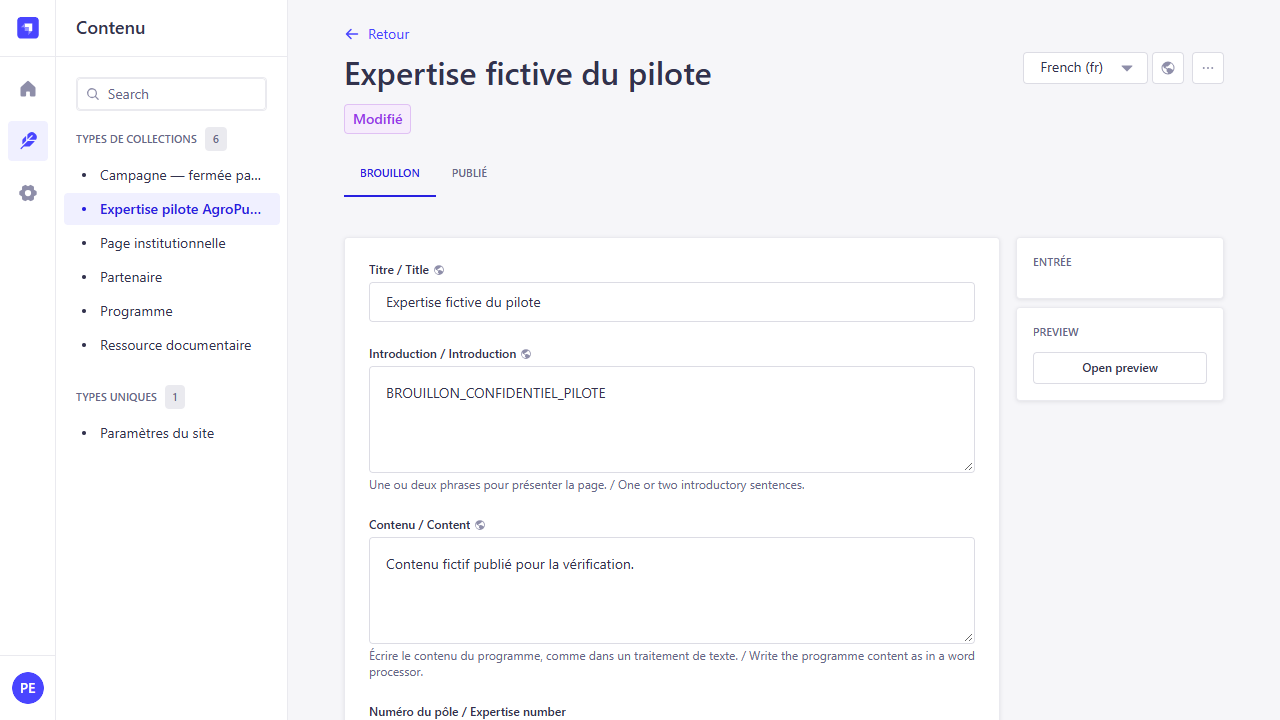 Contenu
Search
TYPES DE COLLECTIONS 6
Campagne — fermée pa...
Expertise pilote AgroPu...
Page institutionnelle
Partenaire
Programme
Ressource documentaire
TYPES UNIQUES 1
Paramètres du site
PE
Retour
Expertise fictive du pilote
French (fr)
Modifié
BROUILLON
PUBLIÉ
Titre / Title
Expertise fictive du pilote
Introduction / Introduction
BROUILLON_CONFIDENTIEL_PILOTE
Une ou deux phrases pour présenter la page. / One or two introductory sentences.
Contenu / Content
Contenu fictif publié pour la vérification.
Écrire le contenu du programme, comme dans un traitement de texte. / Write the programme content as in a word
processor.
Numéro du pôle / Expertise number
ENTRÉE
PREVIEW
Open preview